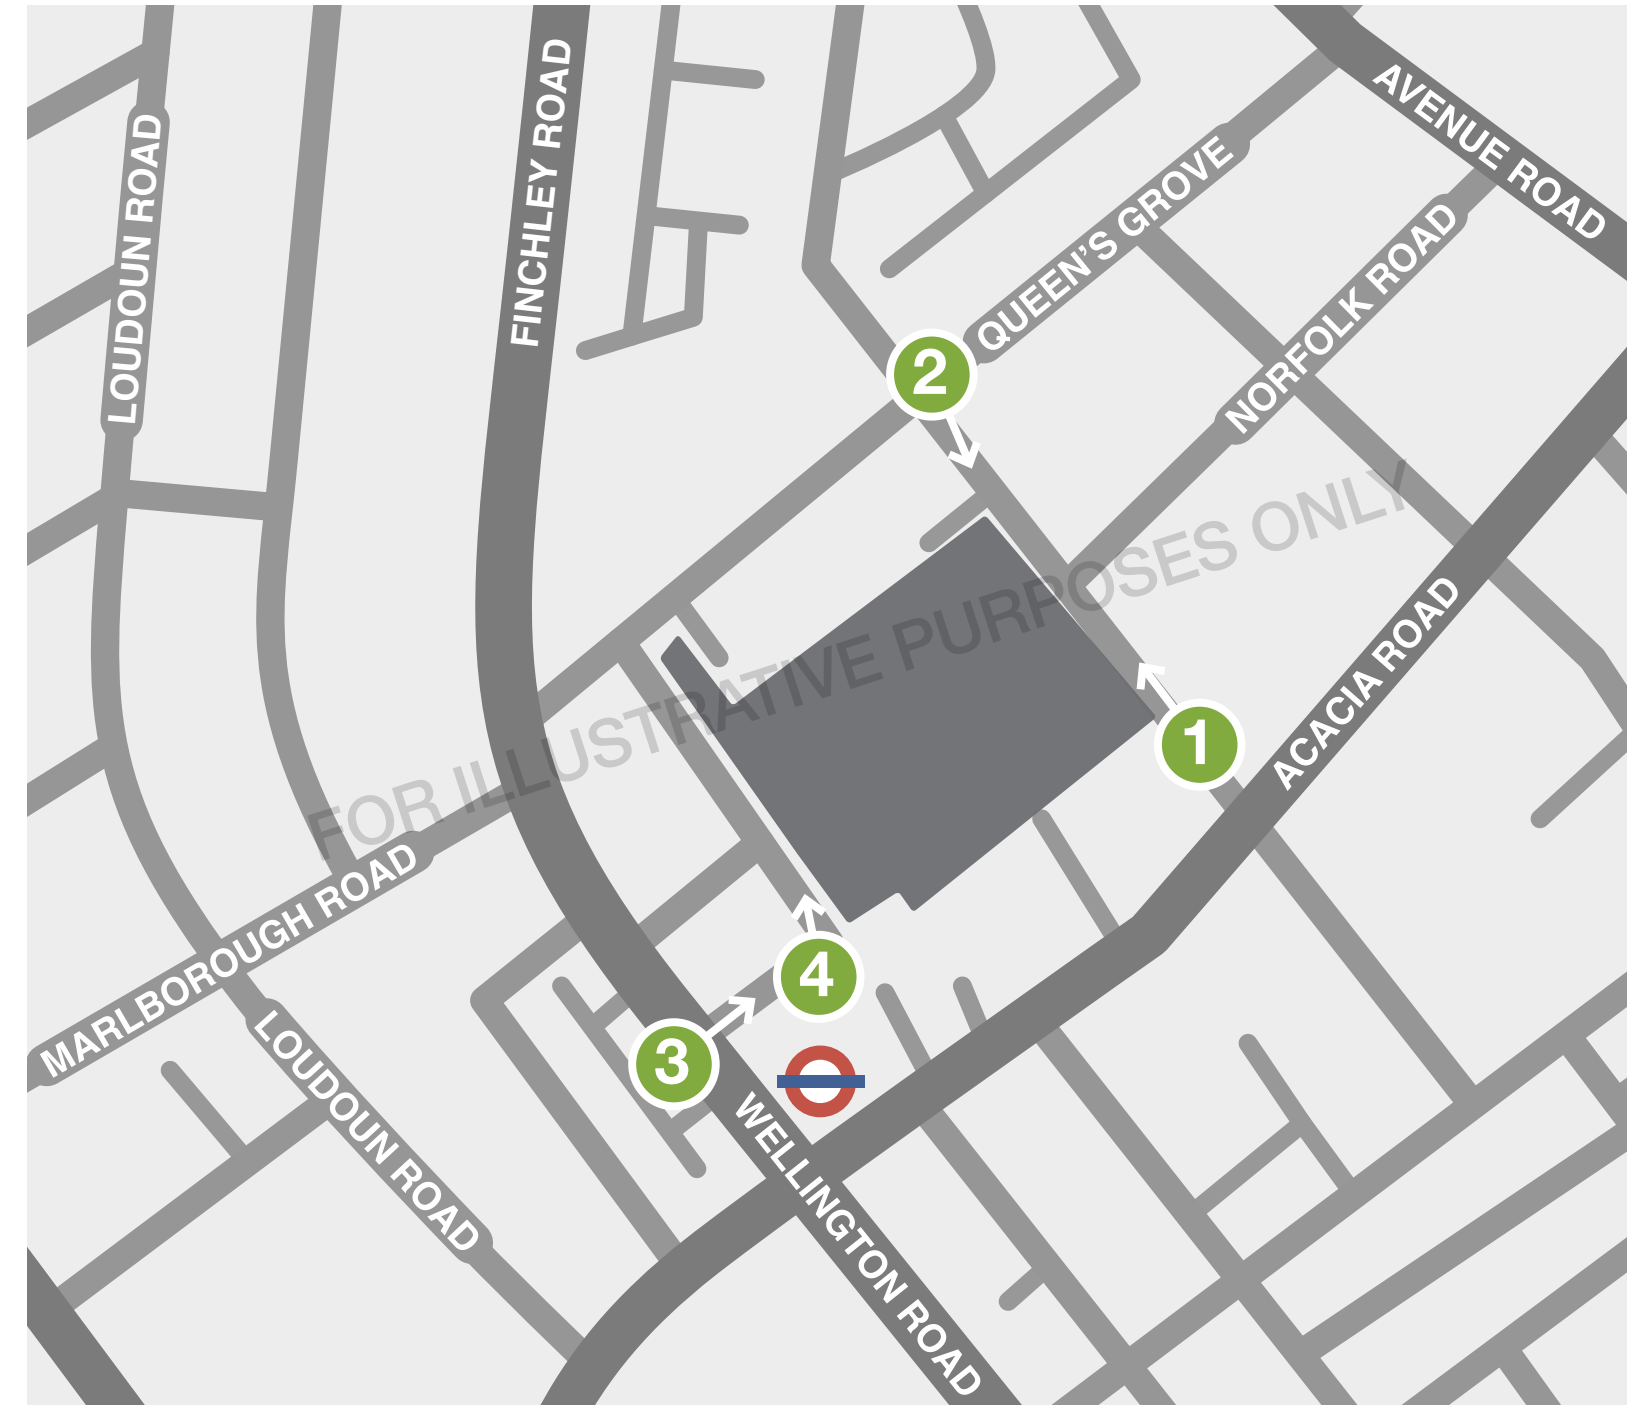 AVENUE ROAD
FINCHLEY ROAD
LOUDOUN ROAD
QUEEN'S GROVE
NORFOLK ROAD
2
FOR ILLUSTRATIVE PURPOSES ONLY
ACACIA ROAD
1
MARLBOROUGH ROAD
4
3
LOUDOUN ROAD
WELLINGTON ROAD